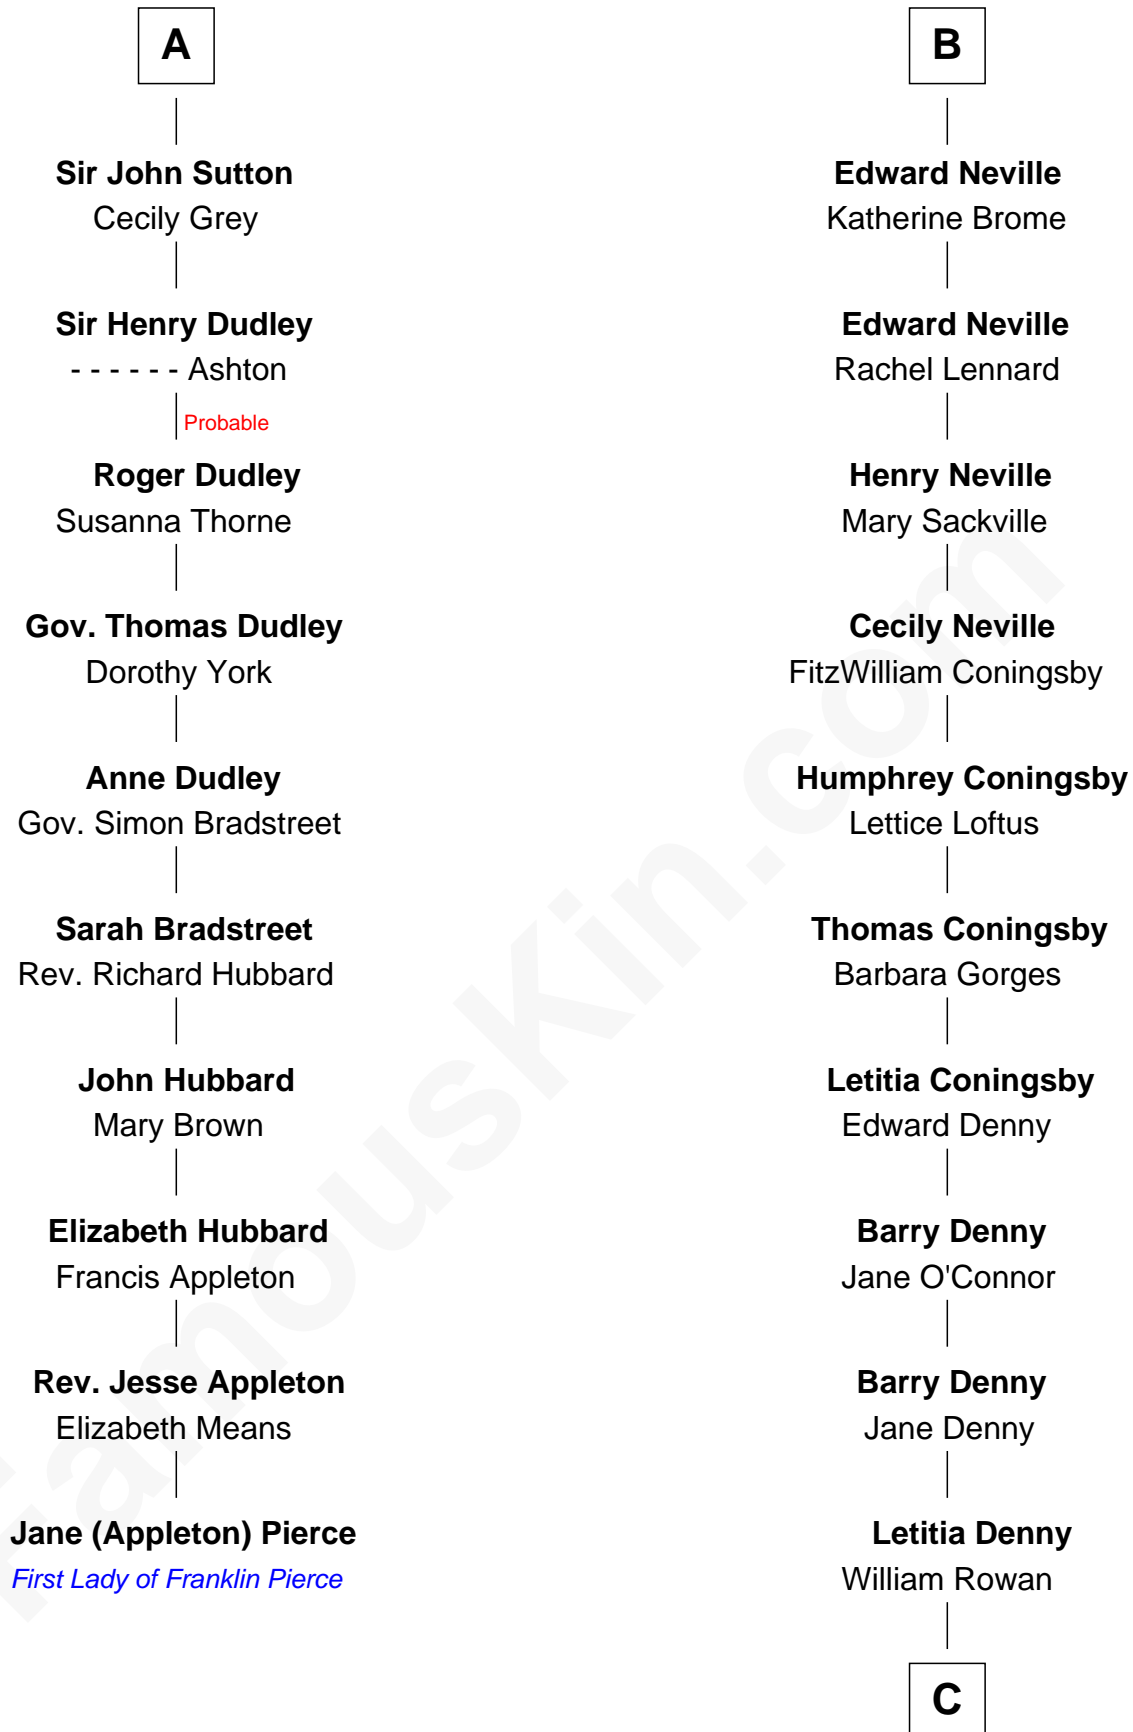 A
Sir John Sutton
Cecily Grey
Sir Henry Dudley
- - - - - - Ashton
Probable
Roger Dudley
Susanna Thorne
Gov. Thomas Dudley
Dorothy York
Anne Dudley
Gov. Simon Bradstreet
Sarah Bradstreet
Rev. Richard Hubbard
John Hubbard
Mary Brown
Elizabeth Hubbard
Francis Appleton
Rev. Jesse Appleton
Elizabeth Means
Jane (Appleton) Pierce
First Lady of Franklin Pierce
B
Edward Neville
Katherine Brome
Edward Neville
Rachel Lennard
Henry Neville
Mary Sackville
Cecily Neville
FitzWilliam Coningsby
Humphrey Coningsby
Lettice Loftus
Thomas Coningsby
Barbara Gorges
Letitia Coningsby
Edward Denny
Barry Denny
Jane O'Connor
Barry Denny
Jane Denny
Letitia Denny
William Rowan
C
FamousKin.com